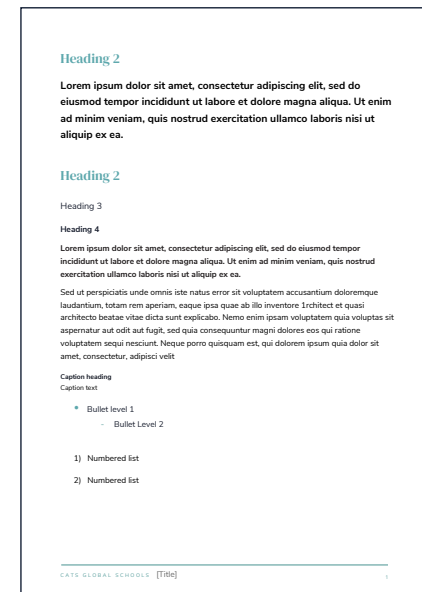 Heading 2
Lorem ipsum dolor sit amet, consectetur adipiscing elit, sed do
eiusmod tempor incididunt ut labore et dolore magna aliqua. Ut enim
ad minim veniam, quis nostrud exercitation ullamco laboris nisi ut
aliquip ex ea.
Heading 2
Heading 3
Heading 4
Lorem ipsum dolor sit amet, consectetur adipiscing elit, sed do eiusmod tempor
incididunt ut labore et dolore magna aliqua. Ut enim ad minim veniam, quis nostrud
exercitation ullamco laboris nisi ut aliquip ex ea.
Sed ut perspiciatis unde omnis iste natus error sit voluptatem accusantium doloremque
laudantium, totam rem aperiam, eaque ipsa quae ab illo inventore 1rchitect et quasi
architecto beatae vitae dicta sunt explicabo. Nemo enim ipsam voluptatem quia voluptas sit
aspernatur aut odit aut fugit, sed quia consequuntur magni dolores eos qui ratione
voluptatem sequi nesciunt. Neque porro quisquam est, qui dolorem ipsum quia dolor sit
amet, consectetur, adipisci velit
Caption heading
Caption text
• Bullet level 1
- Bullet Level 2
1) Numbered list
2) Numbered list
CATS GLOBAL SCHOOLS [Title]